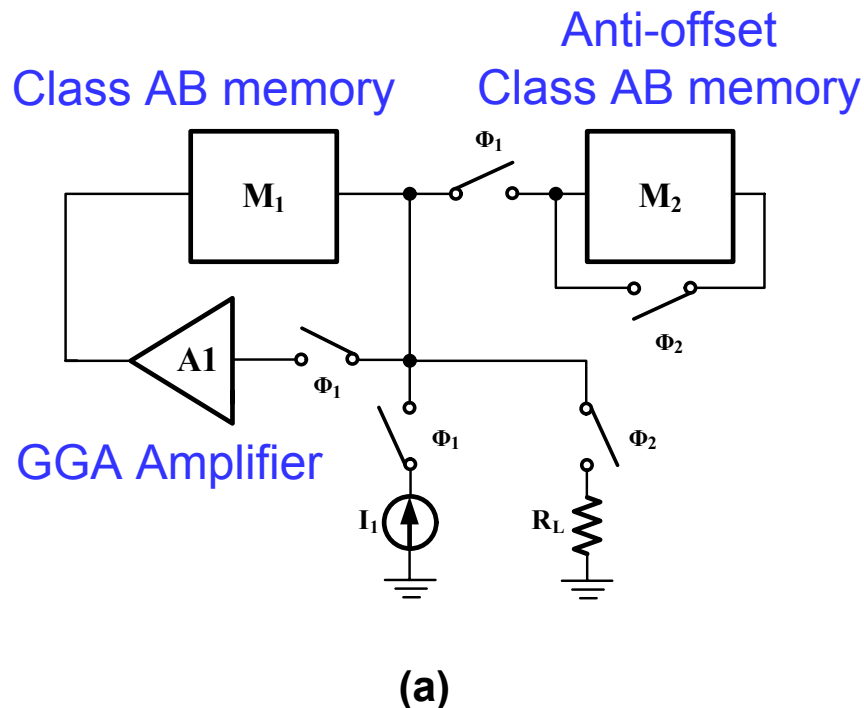 Anti-offset
Class AB memory
Class AB memory
Φ1
M1
M2
Φ2
A1
Φ1
Φ1
Φ2
GGA Amplifier
I1
RL
(a)